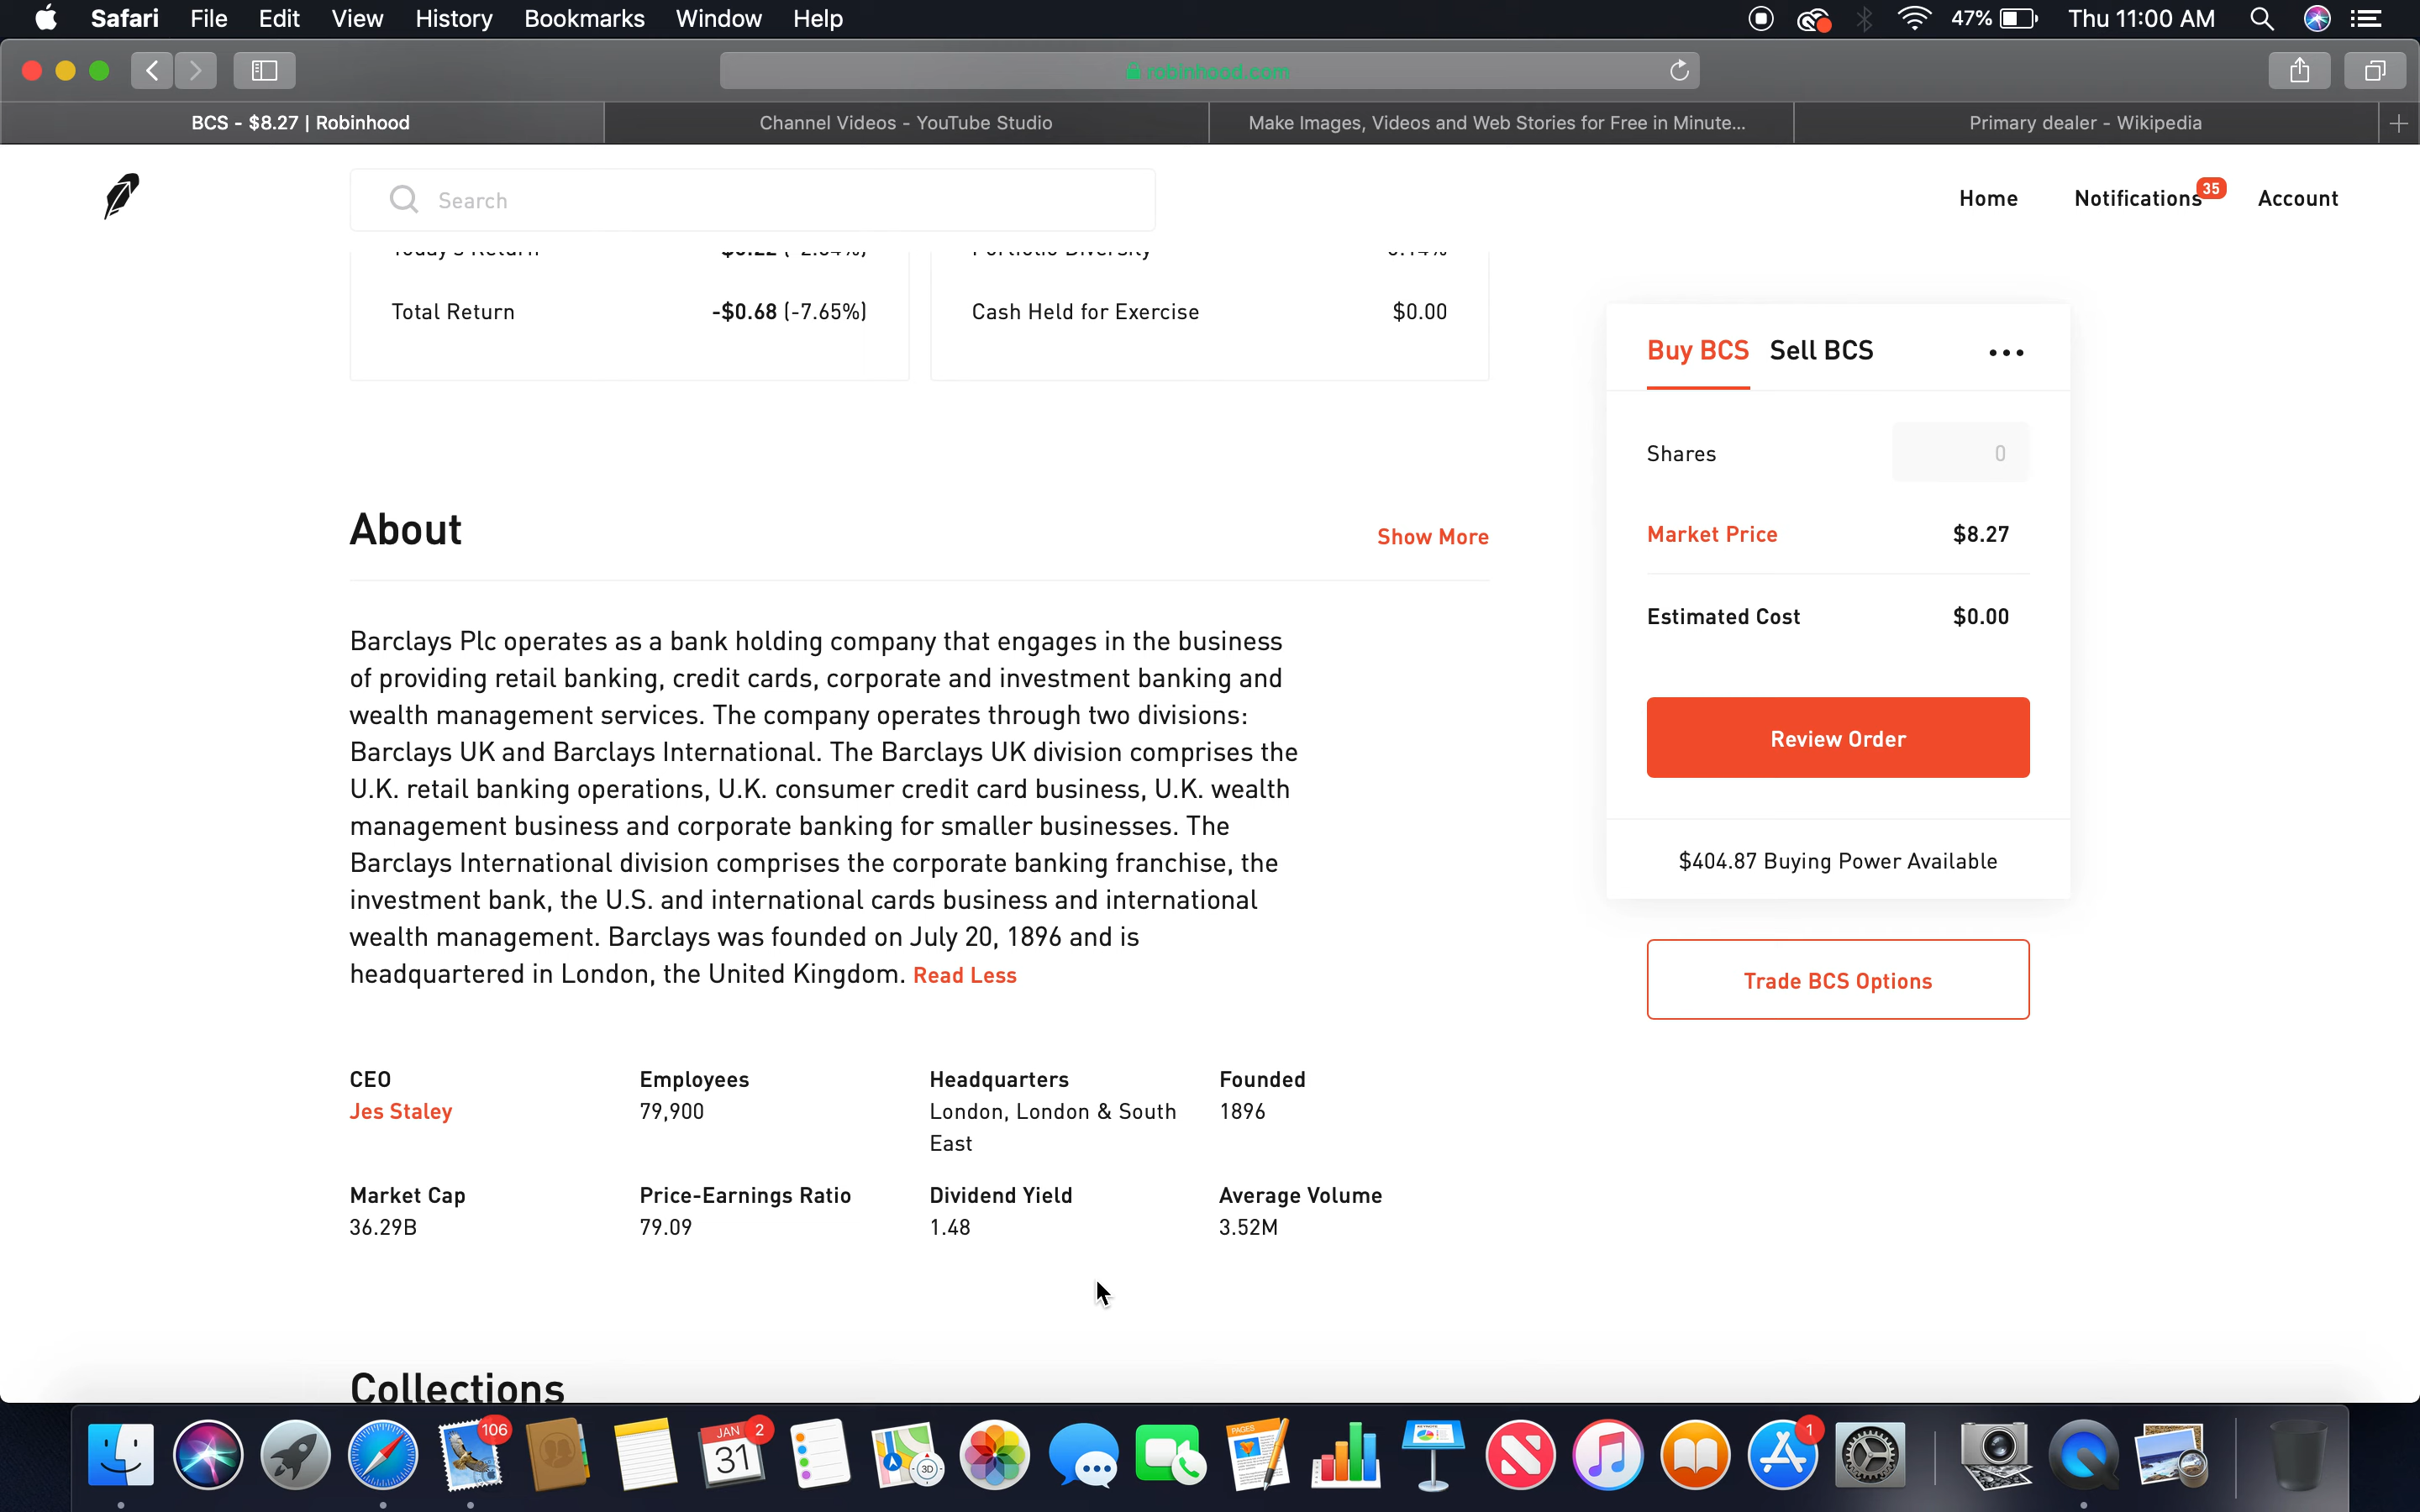 Safari File Edit View History Bookmarks Window Help 47% Thu 11:00 AM
robinhood.com
BCS - $8.27 | Robinhood Channel Videos - YouTube Studio Make Images, Videos and Web Stories for Free in Minute... Primary dealer - Wikipedia
Search Home Notifications 35 Account
Total Return -$0.68 (-7.65%) Cash Held for Exercise $0.00
Buy BCS Sell BCS
Shares 0
Market Price $8.27
Estimated Cost $0.00
Review Order
$404.87 Buying Power Available
Trade BCS Options
About Show More
Barclays Plc operates as a bank holding company that engages in the business
of providing retail banking, credit cards, corporate and investment banking and
wealth management services. The company operates through two divisions:
Barclays UK and Barclays International. The Barclays UK division comprises the
U.K. retail banking operations, U.K. consumer credit card business, U.K. wealth
management business and corporate banking for smaller businesses. The
Barclays International division comprises the corporate banking franchise, the
investment bank, the U.S. and international cards business and international
wealth management. Barclays was founded on July 20, 1896 and is
headquartered in London, the United Kingdom. Read Less
CEO Employees Headquarters Founded
Jes Staley 79,900 London, London & South 1896
East
Market Cap Price-Earnings Ratio Dividend Yield Average Volume
36.29B 79.09 1.48 3.52M
Collections
106 JAN 31 2 3D PAGES 1